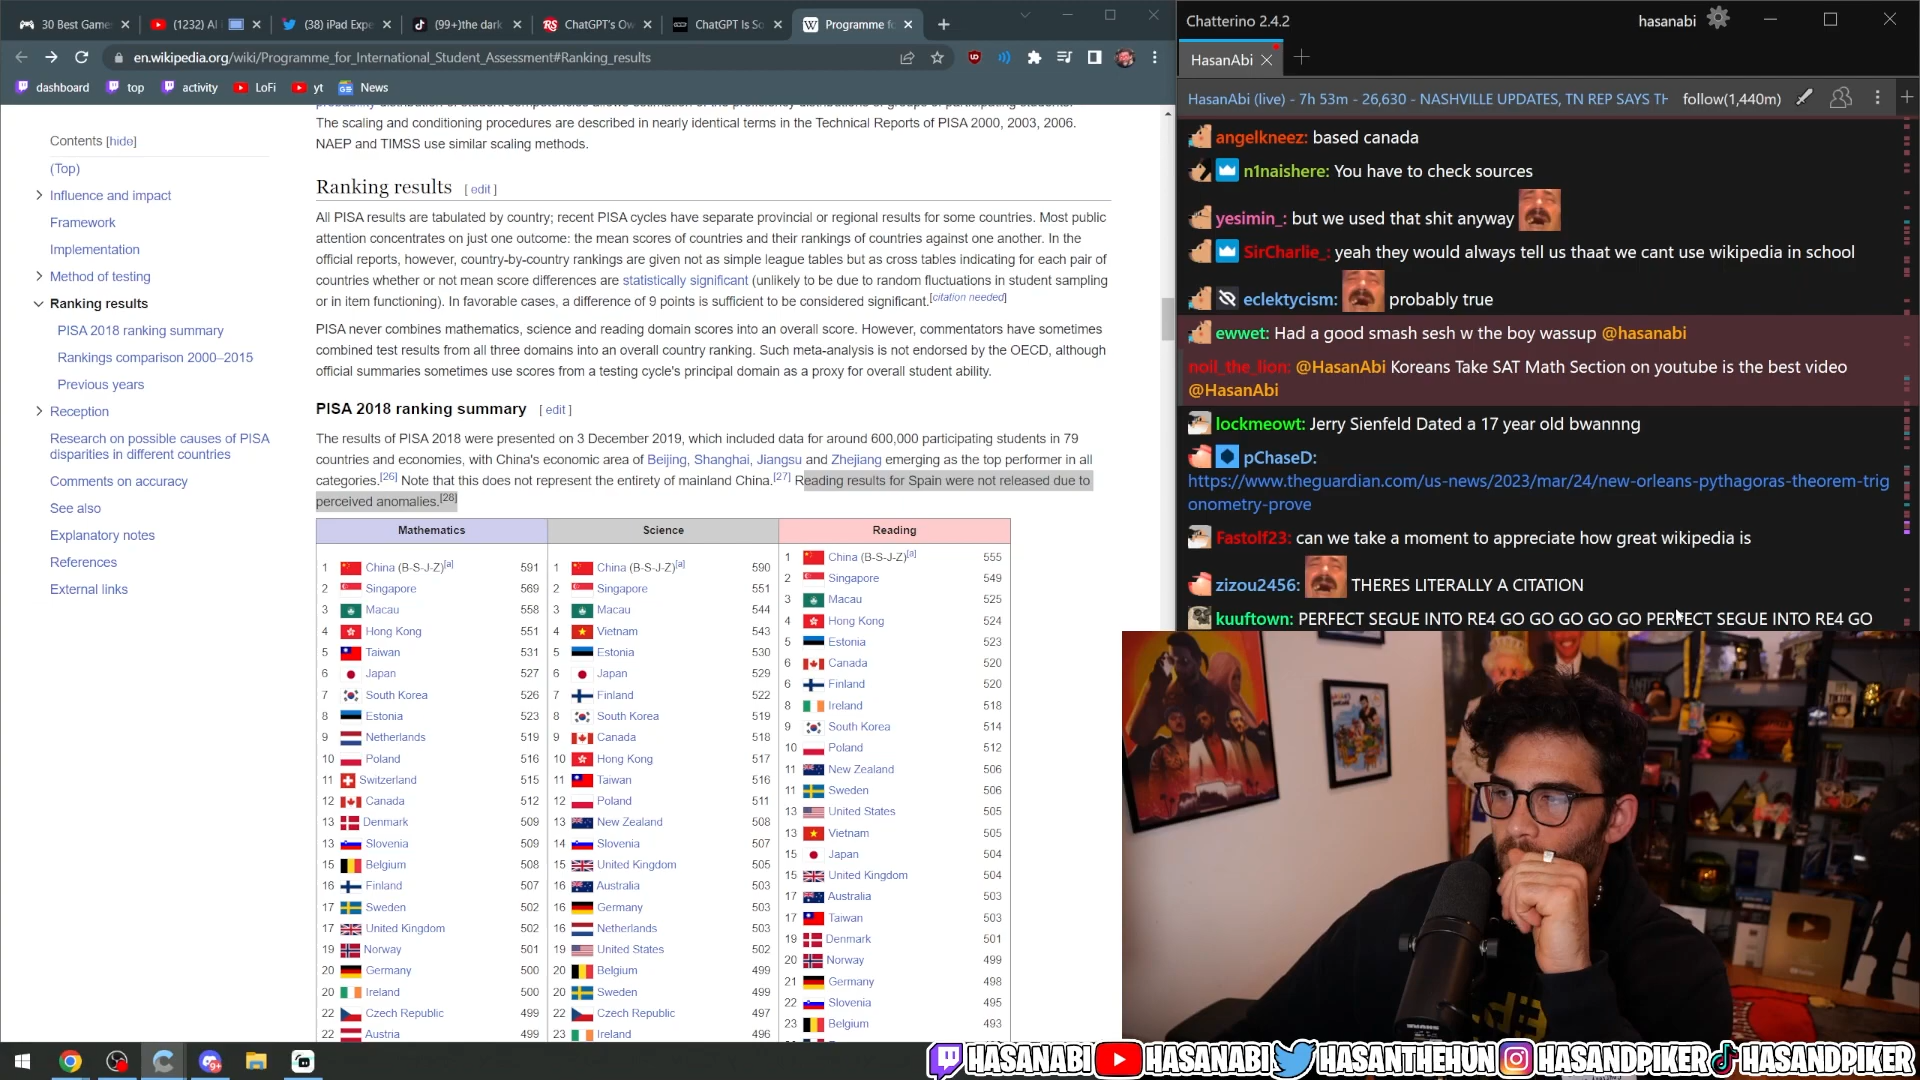 30 Best Game
(1232) AI
(38) iPad Expe
(99+)the dark
ChatGPT's Ow
ChatGPT Is So
Programme fo
en.wikipedia.org/wiki/Programme_for_International_Student_Assessment#Ranking_results
dashboard top activity LoFi yt News
Contents [hide]
(Top)
Influence and impact
Framework
Implementation
Method of testing
Ranking results
PISA 2018 ranking summary
Rankings comparison 2000–2015
Previous years
Reception
Research on possible causes of PISA
disparities in different countries
Comments on accuracy
See also
Explanatory notes
References
External links
The scaling and conditioning procedures are described in nearly identical terms in the Technical Reports of PISA 2000, 2003, 2006.
NAEP and TIMSS use similar scaling methods.
Ranking results [ edit ]
All PISA results are tabulated by country; recent PISA cycles have separate provincial or regional results for some countries. Most public
attention concentrates on just one outcome: the mean scores of countries and their rankings of countries against one another. In the
official reports, however, country-by-country rankings are given not as simple league tables but as cross tables indicating for each pair of
countries whether or not mean score differences are statistically significant (unlikely to be due to random fluctuations in student sampling
or in item functioning). In favorable cases, a difference of 9 points is sufficient to be considered significant.[citation needed]
PISA never combines mathematics, science and reading domain scores into an overall score. However, commentators have sometimes
combined test results from all three domains into an overall country ranking. Such meta-analysis is not endorsed by the OECD, although
official summaries sometimes use scores from a testing cycle's principal domain as a proxy for overall student ability.
PISA 2018 ranking summary [ edit ]
The results of PISA 2018 were presented on 3 December 2019, which included data for around 600,000 participating students in 79
countries and economies, with China's economic area of Beijing, Shanghai, Jiangsu and Zhejiang emerging as the top performer in all
categories.[26] Note that this does not represent the entirety of mainland China.[27] Reading results for Spain were not released due to
perceived anomalies.[28]
Mathematics
1 China (B-S-J-Z)[a] 591
2 Singapore 569
3 Macau 558
4 Hong Kong 551
5 Taiwan 531
6 Japan 527
7 South Korea 526
8 Estonia 523
9 Netherlands 519
10 Poland 516
11 Switzerland 515
12 Canada 512
13 Denmark 509
13 Slovenia 509
15 Belgium 508
16 Finland 507
17 Sweden 502
17 United Kingdom 502
19 Norway 501
20 Germany 500
20 Ireland 500
22 Czech Republic 499
22 Austria 499
Science
1 China (B-S-J-Z)[a] 590
2 Singapore 551
3 Macau 544
4 Vietnam 543
5 Estonia 530
6 Japan 529
7 Finland 522
8 South Korea 519
9 Canada 518
10 Hong Kong 517
11 Taiwan 516
12 Poland 511
13 New Zealand 508
14 Slovenia 507
15 United Kingdom 505
16 Australia 503
16 Germany 503
16 Netherlands 503
19 United States 502
20 Belgium 499
20 Sweden 499
22 Czech Republic 497
23 Ireland 496
Reading
1 China (B-S-J-Z)[a] 555
2 Singapore 549
3 Macau 525
4 Hong Kong 524
5 Estonia 523
6 Canada 520
6 Finland 520
8 Ireland 518
9 South Korea 514
10 Poland 512
11 New Zealand 506
11 Sweden 506
13 United States 505
13 Vietnam 505
15 Japan 504
15 United Kingdom 504
17 Australia 503
17 Taiwan 503
19 Denmark 501
20 Norway 499
21 Germany 498
22 Slovenia 495
23 Belgium 493
Chatterino 2.4.2
hasanabi
HasanAbi
HasanAbi (live) - 7h 53m - 26,630 - NASHVILLE UPDATES, TN REP SAYS TH
follow(1,440m)
angelkneez: based canada
n1naishere: You have to check sources
yesimin_: but we used that shit anyway
SirCharlie_: yeah they would always tell us thaat we cant use wikipedia in school
eclektycism: probably true
ewwet: Had a good smash sesh w the boy wassup @hasanabi
noil_the_lion: @HasanAbi Koreans Take SAT Math Section on youtube is the best video
@HasanAbi
lockmeowt: Jerry Sienfeld Dated a 17 year old bwannng
pChaseD:
https://www.theguardian.com/us-news/2023/mar/24/new-orleans-pythagoras-theorem-trig
onometry-prove
Fastolf23: can we take a moment to appreciate how great wikipedia is
zizou2456: THERES LITERALLY A CITATION
kuuftown: PERFECT SEGUE INTO RE4 GO GO GO GO GO PERFECT SEGUE INTO RE4 GO
HASANABI HASANABI HASANTHEHUN HASANDPIKER HASANDPIKER